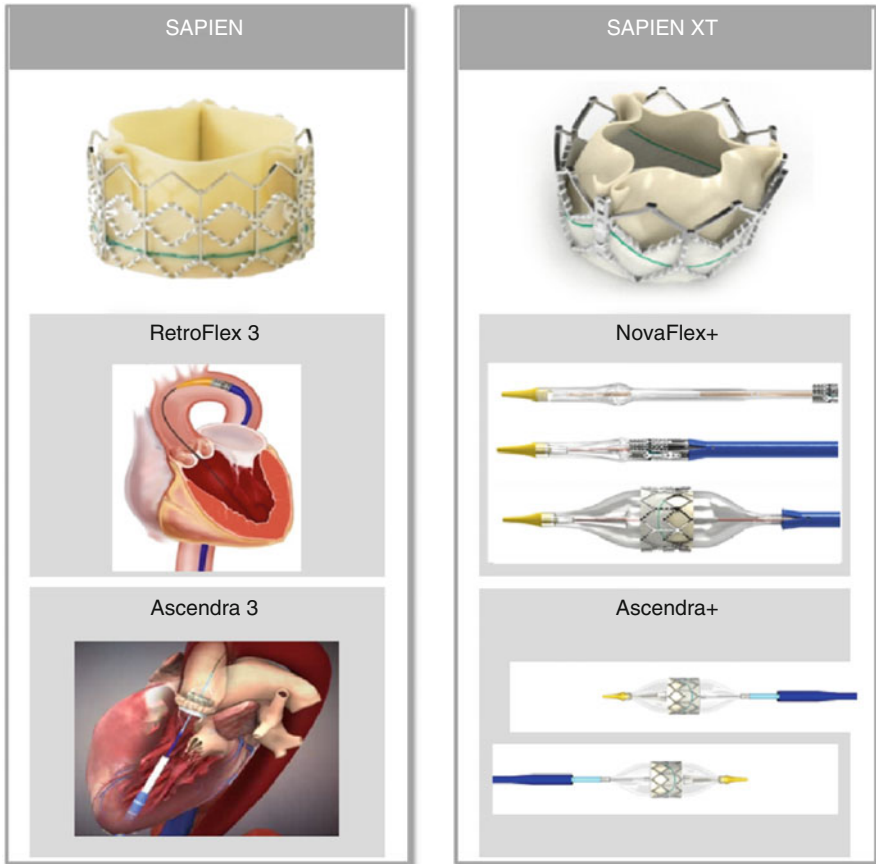 SAPIEN
RetroFlex 3
Ascendra 3
SAPIEN XT
NovaFlex+
Ascendra+